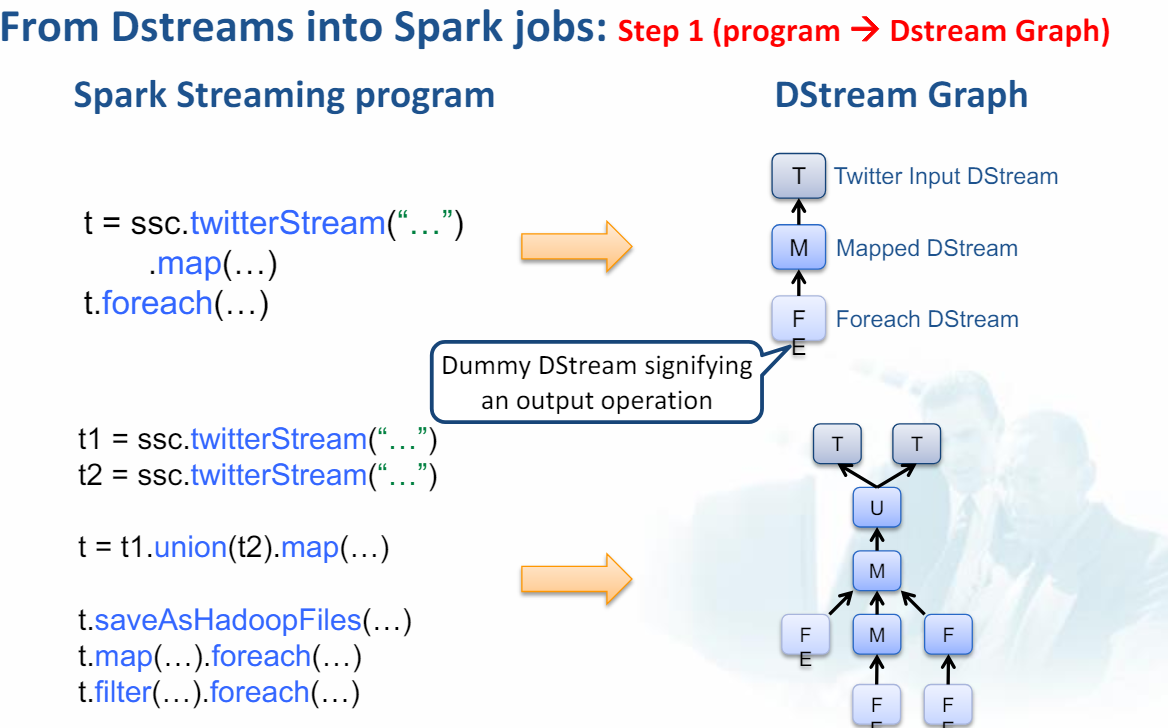 From Dstreams into Spark jobs: Step 1 (program → Dstream Graph)
Spark Streaming program
DStream Graph
t = ssc.twitterStream(“…”)
.map(…)
t.foreach(…)
T
Twitter Input DStream
M
Mapped DStream
F
E
Foreach DStream
Dummy DStream signifying
an output operation
t1 = ssc.twitterStream(“…”)
t2 = ssc.twitterStream(“…”)
t = t1.union(t2).map(…)
t.saveAsHadoopFiles(…)
t.map(…).foreach(…)
t.filter(…).foreach(…)
T T
U
M
F
E
M
F
F
E
F
E